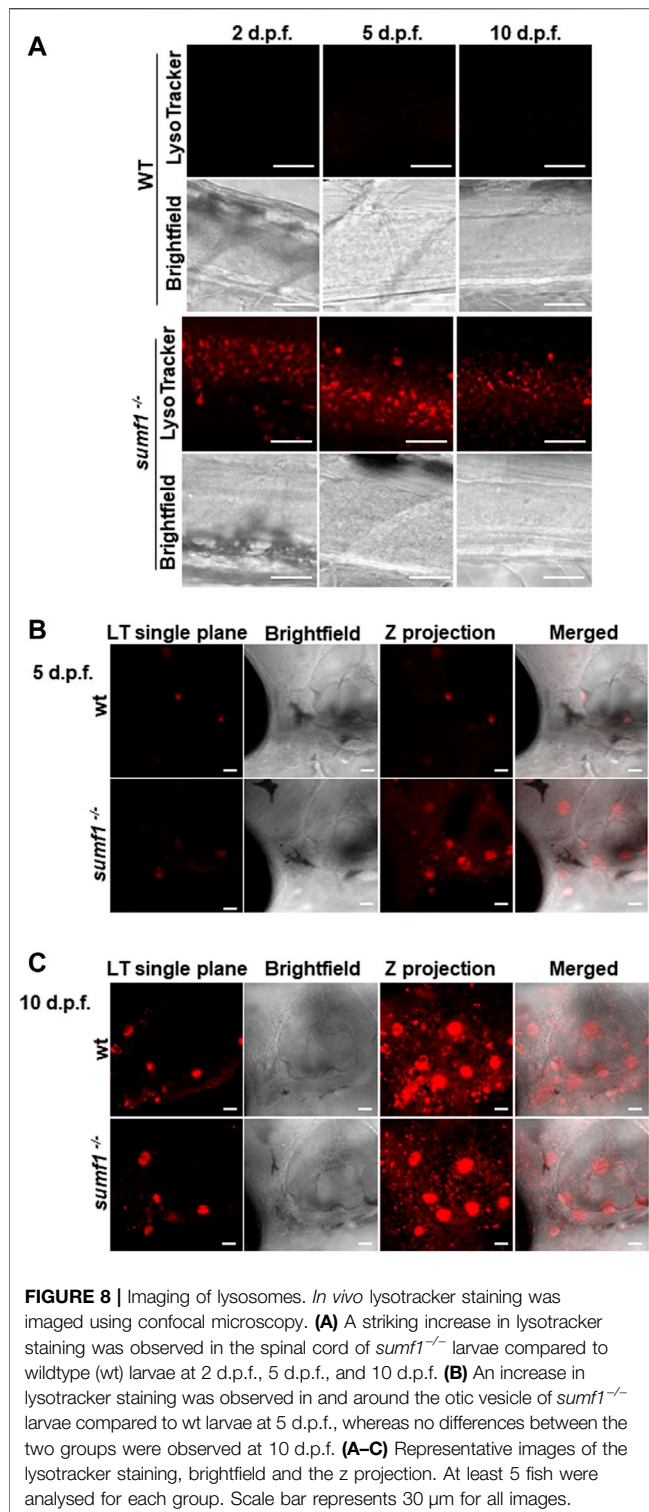 A
2 d.p.f. 5 d.p.f. 10 d.p.f.
WT
LysoTracker
Brightfield
sumf1 -/-
LysoTracker
Brightfield
B
LT single plane Brightfield Z projection Merged
5 d.p.f.
wt
sumf1 -/-
C
LT single plane Brightfield Z projection Merged
10 d.p.f.
wt
sumf1 -/-
FIGURE 8 | Imaging of lysosomes. In vivo lysotracker staining was
imaged using confocal microscopy. (A) A striking increase in lysotracker
staining was observed in the spinal cord of sumf1−/− larvae compared to
wildtype (wt) larvae at 2 d.p.f., 5 d.p.f., and 10 d.p.f. (B) An increase in
lysotracker staining was observed in and around the otic vesicle of sumf1−/−
larvae compared to wt larvae at 5 d.p.f., whereas no differences between the
two groups were observed at 10 d.p.f. (A–C) Representative images of the
lysotracker staining, brightfield and the z projection. At least 5 fish were
analysed for each group. Scale bar represents 30 µm for all images.